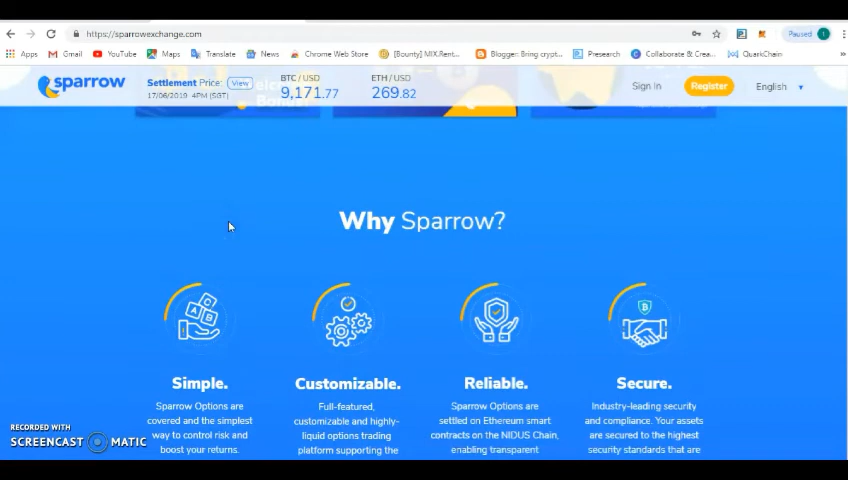 https://sparrowexchange.com
Paused
Apps
Gmail
YouTube
Maps
Translate
News
Chrome Web Store
[Bounty] MIX.Rent...
Blogger: Bring crypt...
Presearch
Collaborate & Crea...
QuarkChain
»
sparrow
Settlement Price: View
17/06/2019 4PM (SGT)
BTC / USD
9,171.77
ETH / USD
269.82
Sign In
Register
English
Why Sparrow?
Simple.
Sparrow Options are
covered and the simplest
way to control risk and
boost your returns.
Customizable.
Full-featured,
customizable and highly-
liquid options trading
platform supporting the
Reliable.
Sparrow Options are
settled on Ethereum smart
contracts on the NIDUS Chain,
enabling transparent
Secure.
Industry-leading security
and compliance. Your assets
are secured to the highest
security standards that are
RECORDED WITH
SCREENCAST MATIC